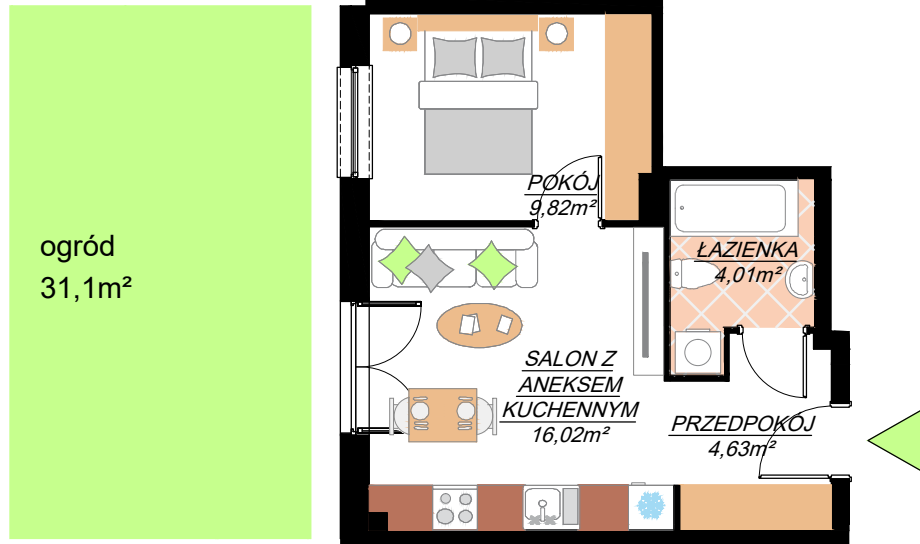 ogród
31,1m²
POKÓJ
9,82m²
ŁAZIENKA
4,01m²
SALON Z
ANEKSEM
KUCHENNYM
16,02m²
PRZEDPOKÓJ
4,63m²